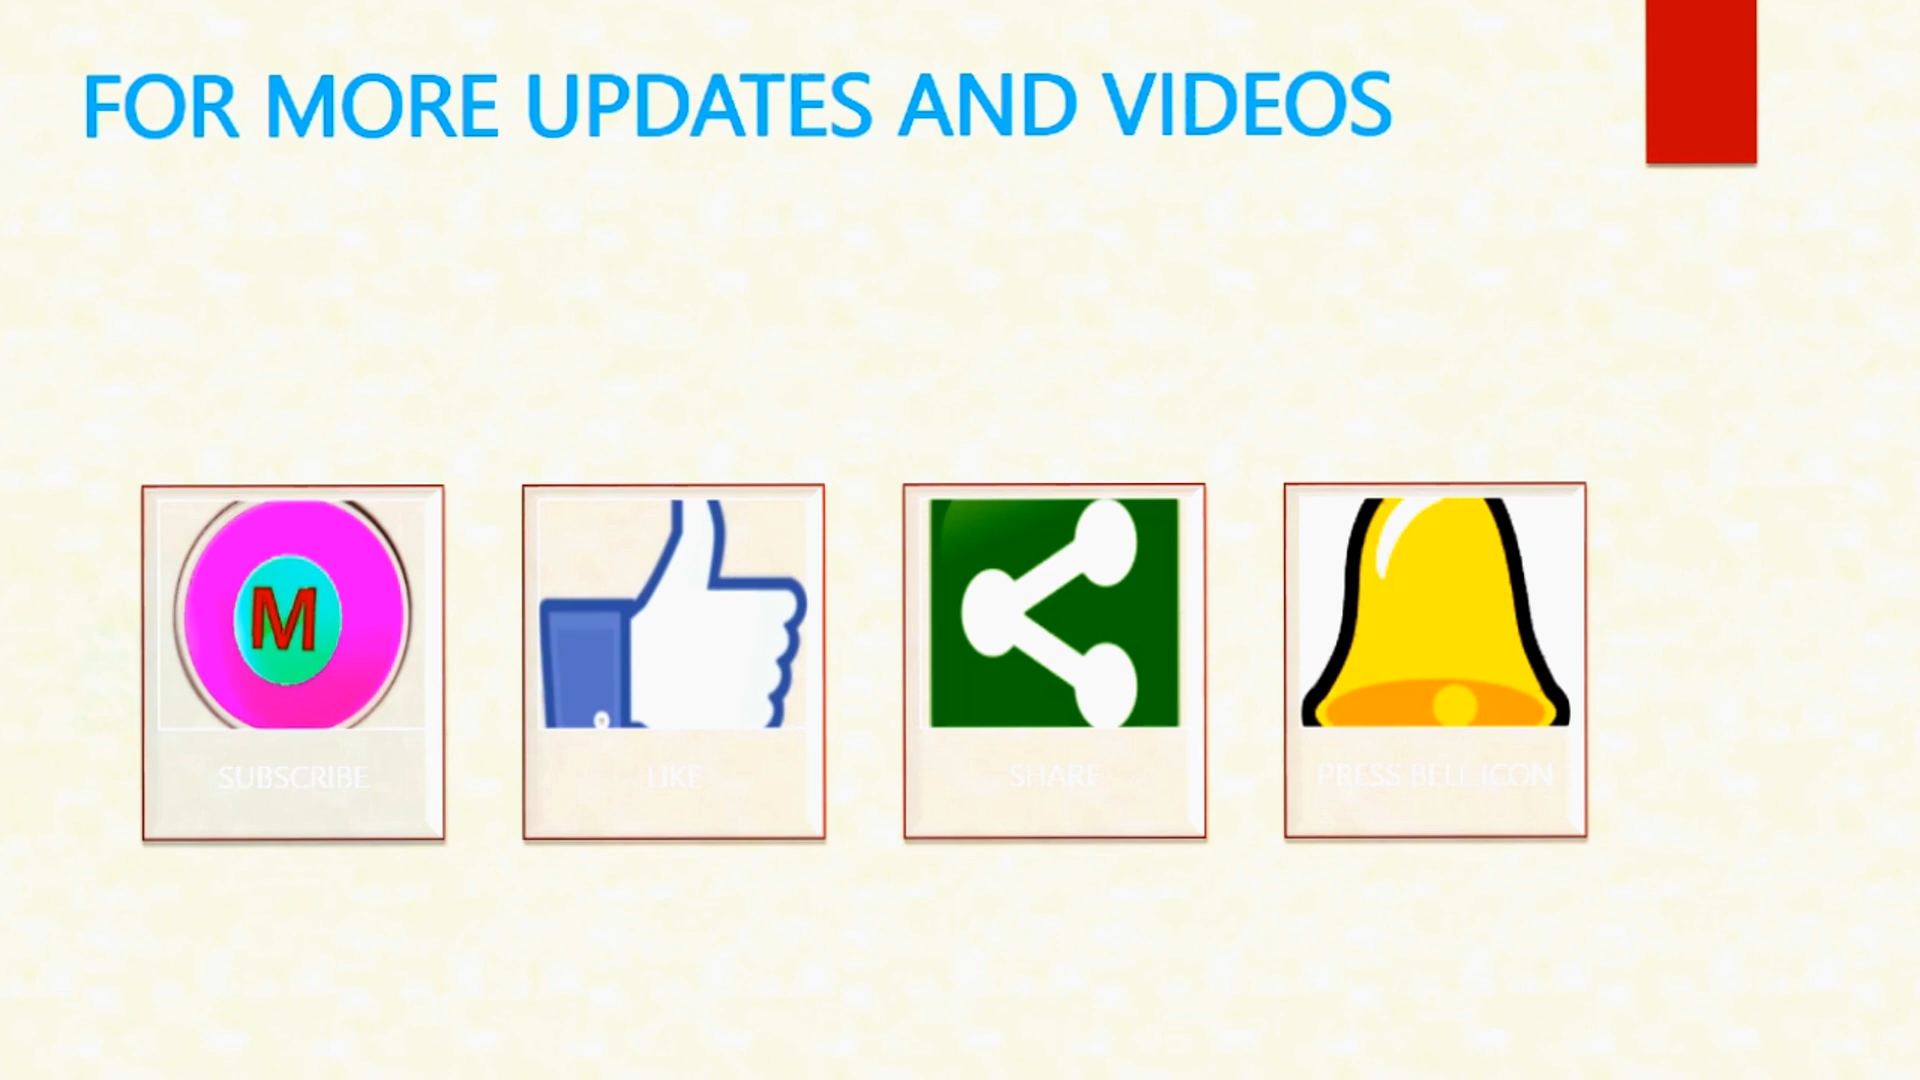 FOR MORE UPDATES AND VIDEOS
M
SUBSCRIBE
LIKE
SHARE
PRESS BELL ICON